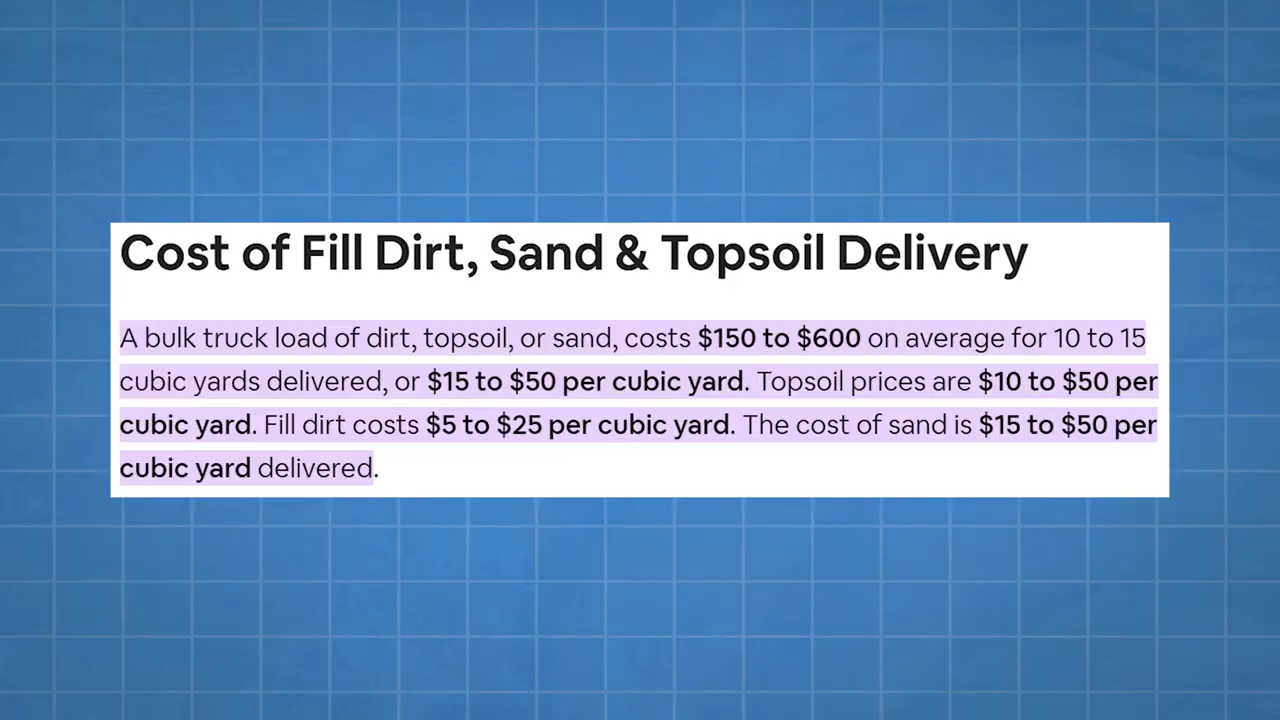 Cost of Fill Dirt, Sand & Topsoil Delivery
A bulk truck load of dirt, topsoil, or sand, costs $150 to $600 on average for 10 to 15
cubic yards delivered, or $15 to $50 per cubic yard. Topsoil prices are $10 to $50 per
cubic yard. Fill dirt costs $5 to $25 per cubic yard. The cost of sand is $15 to $50 per
cubic yard delivered.